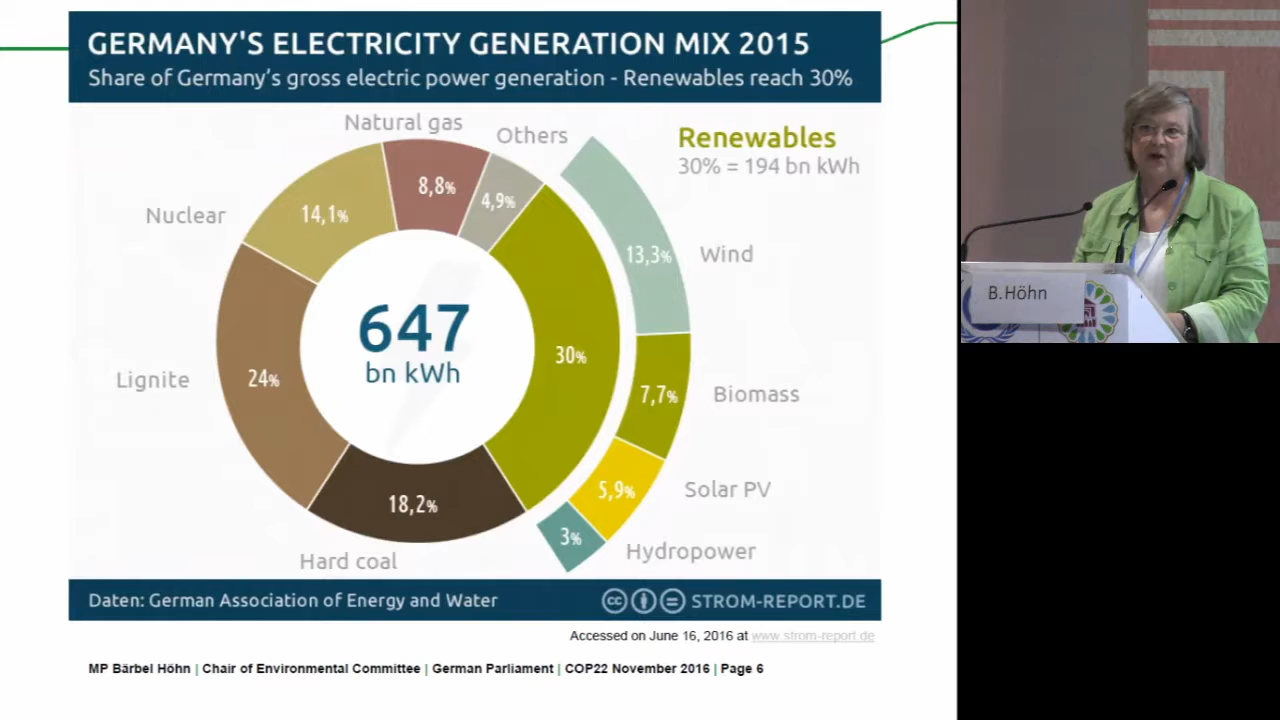 GERMANY'S ELECTRICITY GENERATION MIX 2015
Share of Germany's gross electric power generation - Renewables reach 30%
Natural gas
Others
Renewables
30% = 194 bn kWh
8,8%
4,9%
Nuclear
14,1%
13,3%
Wind
647
bn kWh
30%
Lignite
24%
7,7%
Biomass
18,2%
5,9%
Solar PV
3%
Hydropower
Hard coal
Daten: German Association of Energy and Water
cc
STROM-REPORT.DE
Accessed on June 16, 2016 at www.strom-report.de
MP Bärbel Höhn | Chair of Environmental Committee | German Parliament | COP22 November 2016 | Page 6
B.Höhn